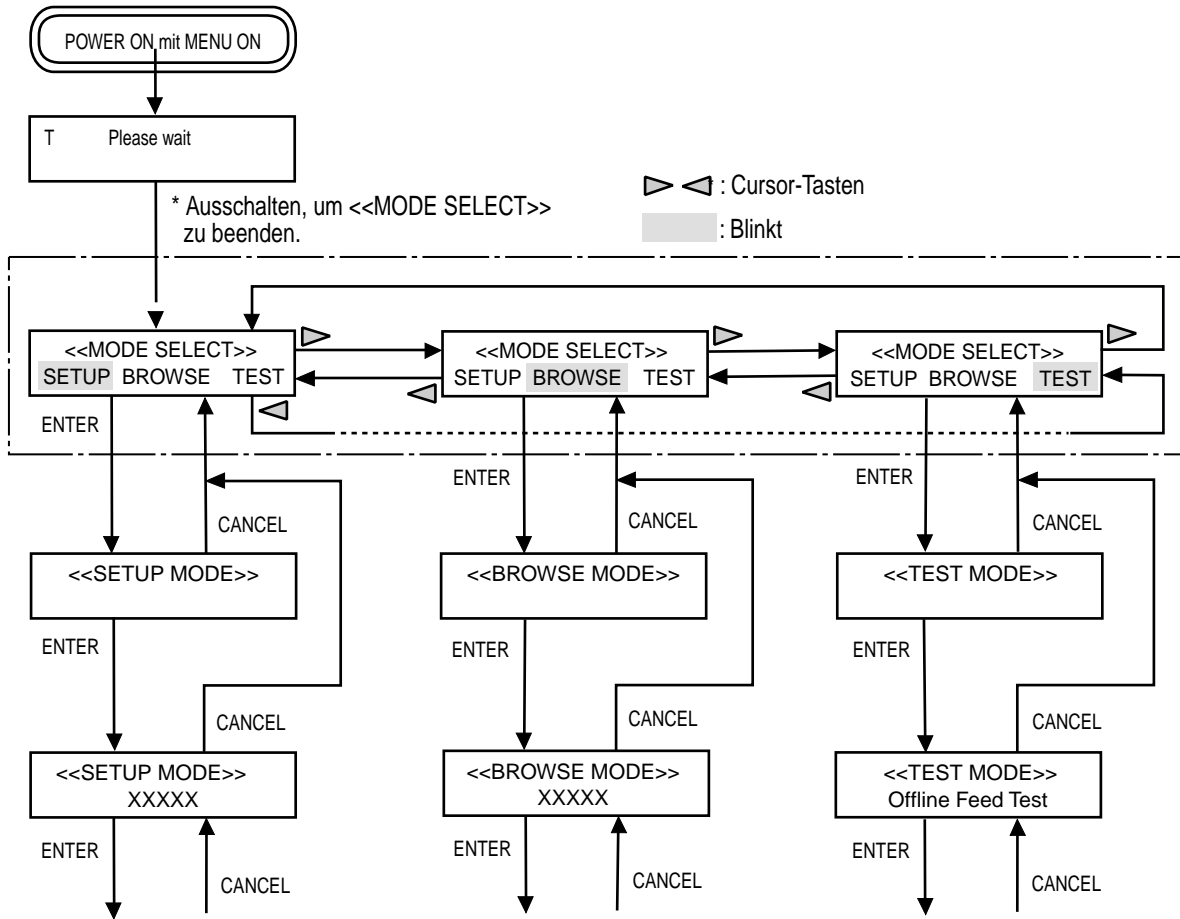 POWER ON mit MENU ON
T Please wait
* Ausschalten, um <<MODE SELECT>>
zu beenden.
: Cursor-Tasten
: Blinkt
<<MODE SELECT>>
SETUP BROWSE TEST
<<MODE SELECT>>
SETUP BROWSE TEST
<<MODE SELECT>>
SETUP BROWSE TEST
ENTER
ENTER
ENTER
CANCEL
CANCEL
CANCEL
<<SETUP MODE>>
<<BROWSE MODE>>
<<TEST MODE>>
ENTER
ENTER
ENTER
CANCEL
CANCEL
CANCEL
<<SETUP MODE>>
XXXXX
<<BROWSE MODE>>
XXXXX
<<TEST MODE>>
Offline Feed Test
ENTER
ENTER
ENTER
CANCEL
CANCEL
CANCEL